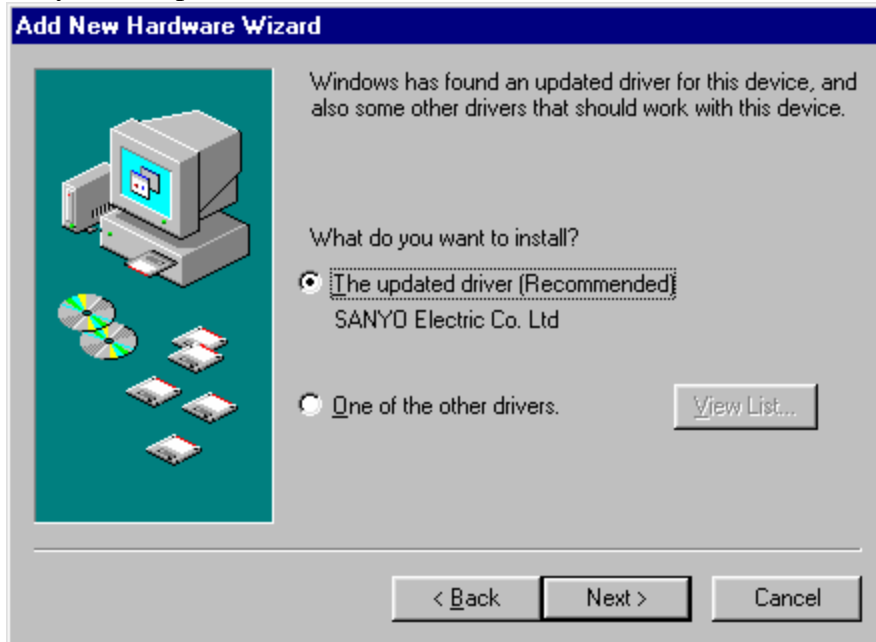 Add New Hardware Wizard
Windows has found an updated driver for this device, and
also some other drivers that should work with this device.
What do you want to install?
The updated driver (Recommended)
SANYO Electric Co. Ltd
One of the other drivers.
View List...
< Back
Next >
Cancel